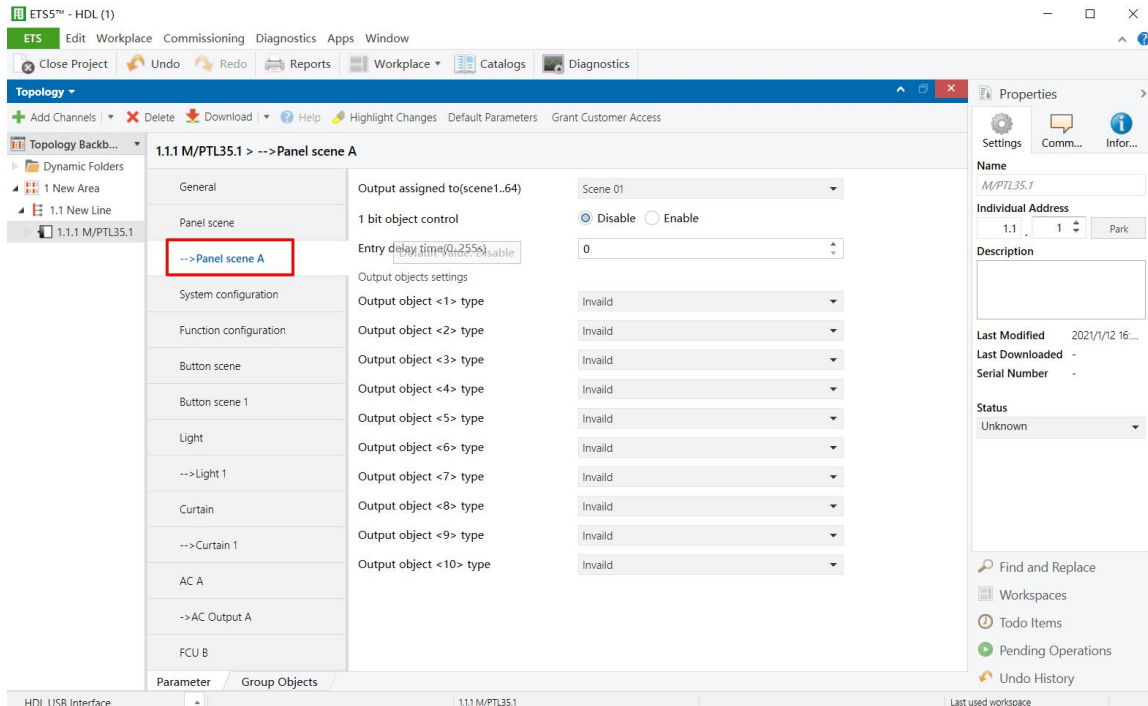 ETS5™ - HDL (1)
ETS Edit Workplace Commissioning Diagnostics Apps Window
Close Project Undo Redo Reports Workplace Catalogs Diagnostics
Topology
Add Channels Delete Download Help Highlight Changes Default Parameters Grant Customer Access
Topology Backb...
Dynamic Folders
1 New Area
1.1 New Line
1.1.1 M/PTL35.1
1.1.1 M/PTL35.1 > -->Panel scene A
General
Panel scene
-->Panel scene A
System configuration
Function configuration
Button scene
Button scene 1
Light
-->Light 1
Curtain
-->Curtain 1
AC A
->AC Output A
FCU B
Output assigned to(scene1..64) Scene 01
1 bit object control Disable Enable
Entry delay time(0..255s) 0
Default Value: Disable
Output objects settings
Output object <1> type Invaild
Output object <2> type Invaild
Output object <3> type Invaild
Output object <4> type Invaild
Output object <5> type Invaild
Output object <6> type Invaild
Output object <7> type Invaild
Output object <8> type Invaild
Output object <9> type Invaild
Output object <10> type Invaild
Parameter Group Objects
Properties
Settings Comm... Infor...
Name
M/PTL35.1
Individual Address
1.1 . 1 Park
Description
Last Modified 2021/1/12 16:...
Last Downloaded -
Serial Number -
Status
Unknown
Find and Replace
Workspaces
Todo Items
Pending Operations
Undo History
HDL USB Interface 1.1.1 M/PTL35.1 Last used workspace